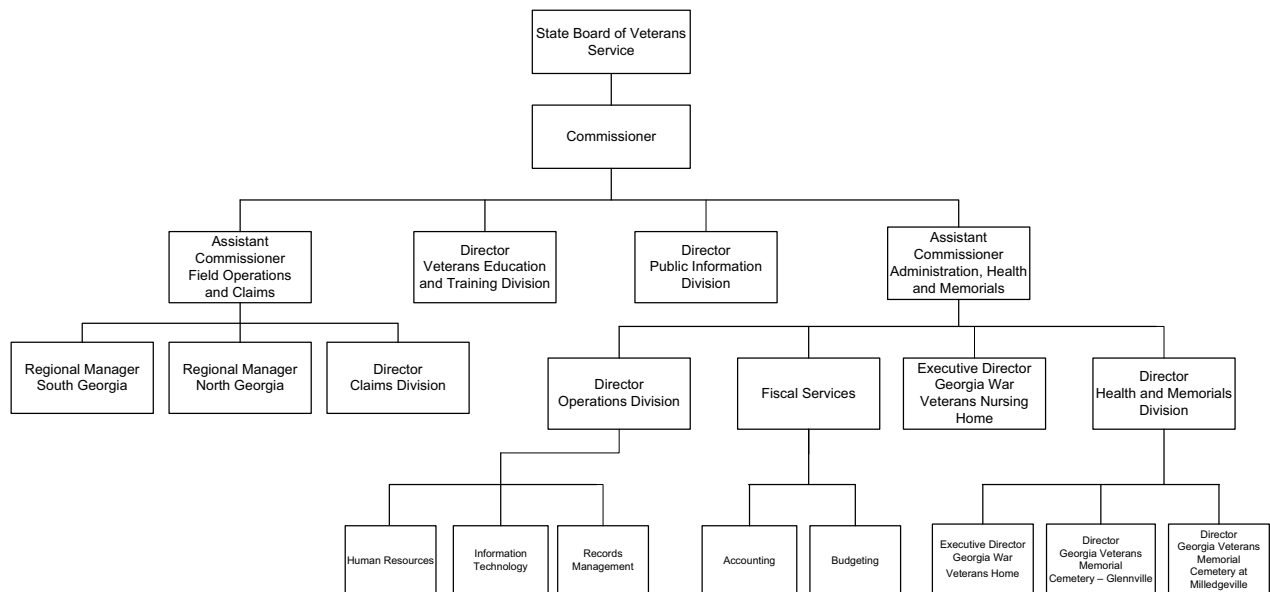 State Board of Veterans
Service
Commissioner
Assistant
Commissioner
Field Operations
and Claims
Director
Veterans Education
and Training Division
Director
Public Information
Division
Assistant
Commissioner
Administration, Health
and Memorials
Regional Manager
South Georgia
Regional Manager
North Georgia
Director
Claims Division
Director
Operations Division
Fiscal Services
Executive Director
Georgia War
Veterans Nursing
Home
Director
Health and Memorials
Division
Human Resources
Information
Technology
Records
Management
Accounting
Budgeting
Executive Director
Georgia War
Veterans Home
Director
Georgia Veterans
Memorial
Cemetery – Glennville
Director
Georgia Veterans
Memorial
Cemetery at
Milledgeville